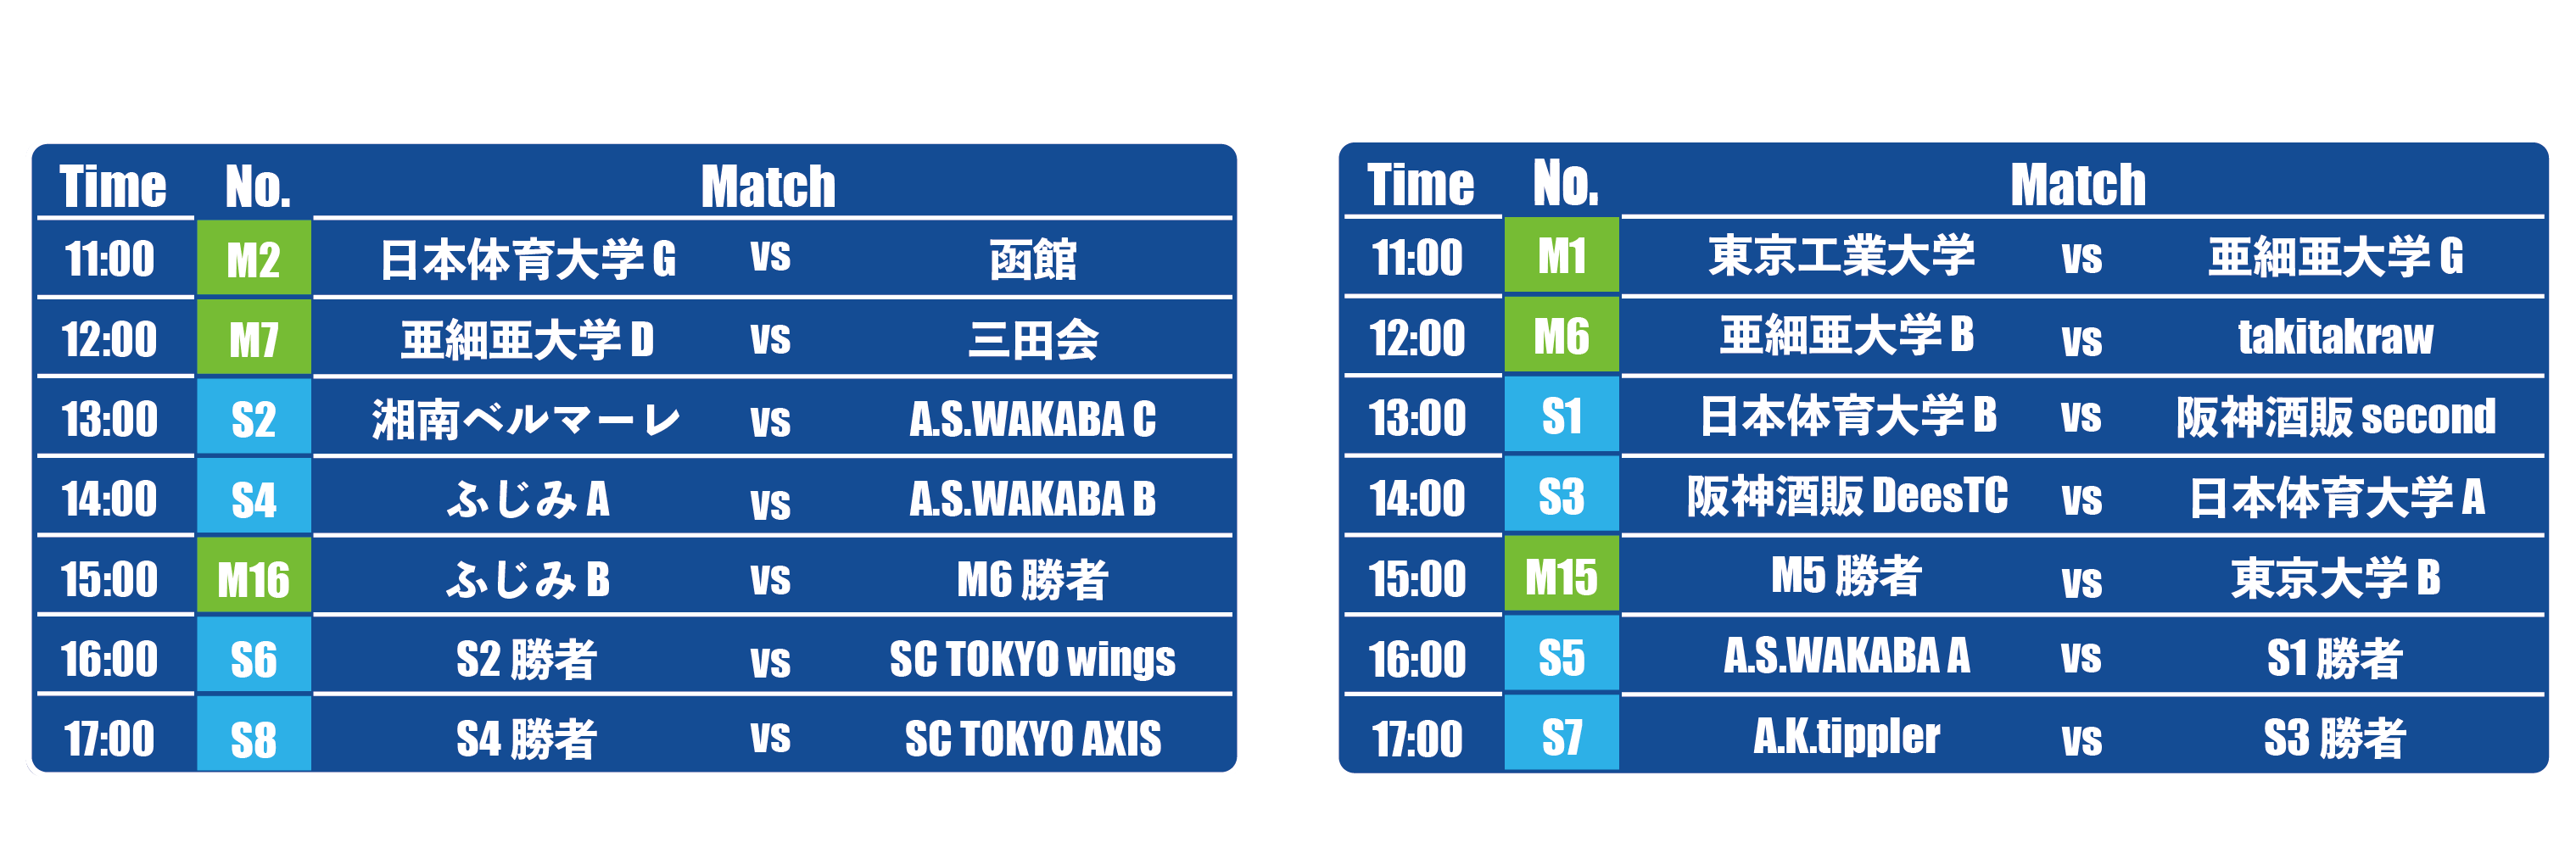 Time No. Match
11:00 M2 日本体育大学 G vs 函館
12:00 M7 亜細亜大学 D vs 三田会
13:00 S2 湘南ベルマーレ vs A.S.WAKABA C
14:00 S4 ふじみ A vs A.S.WAKABA B
15:00 M16 ふじみ B vs M6 勝者
16:00 S6 S2 勝者 vs SC TOKYO wings
17:00 S8 S4 勝者 vs SC TOKYO AXIS
Time No. Match
11:00 M1 東京工業大学 vs 亜細亜大学 G
12:00 M6 亜細亜大学 B vs takitakraw
13:00 S1 日本体育大学 B vs 阪神酒販 second
14:00 S3 阪神酒販 DeesTC vs 日本体育大学 A
15:00 M15 M5 勝者 vs 東京大学 B
16:00 S5 A.S.WAKABA A vs S1 勝者
17:00 S7 A.K.tippler vs S3 勝者